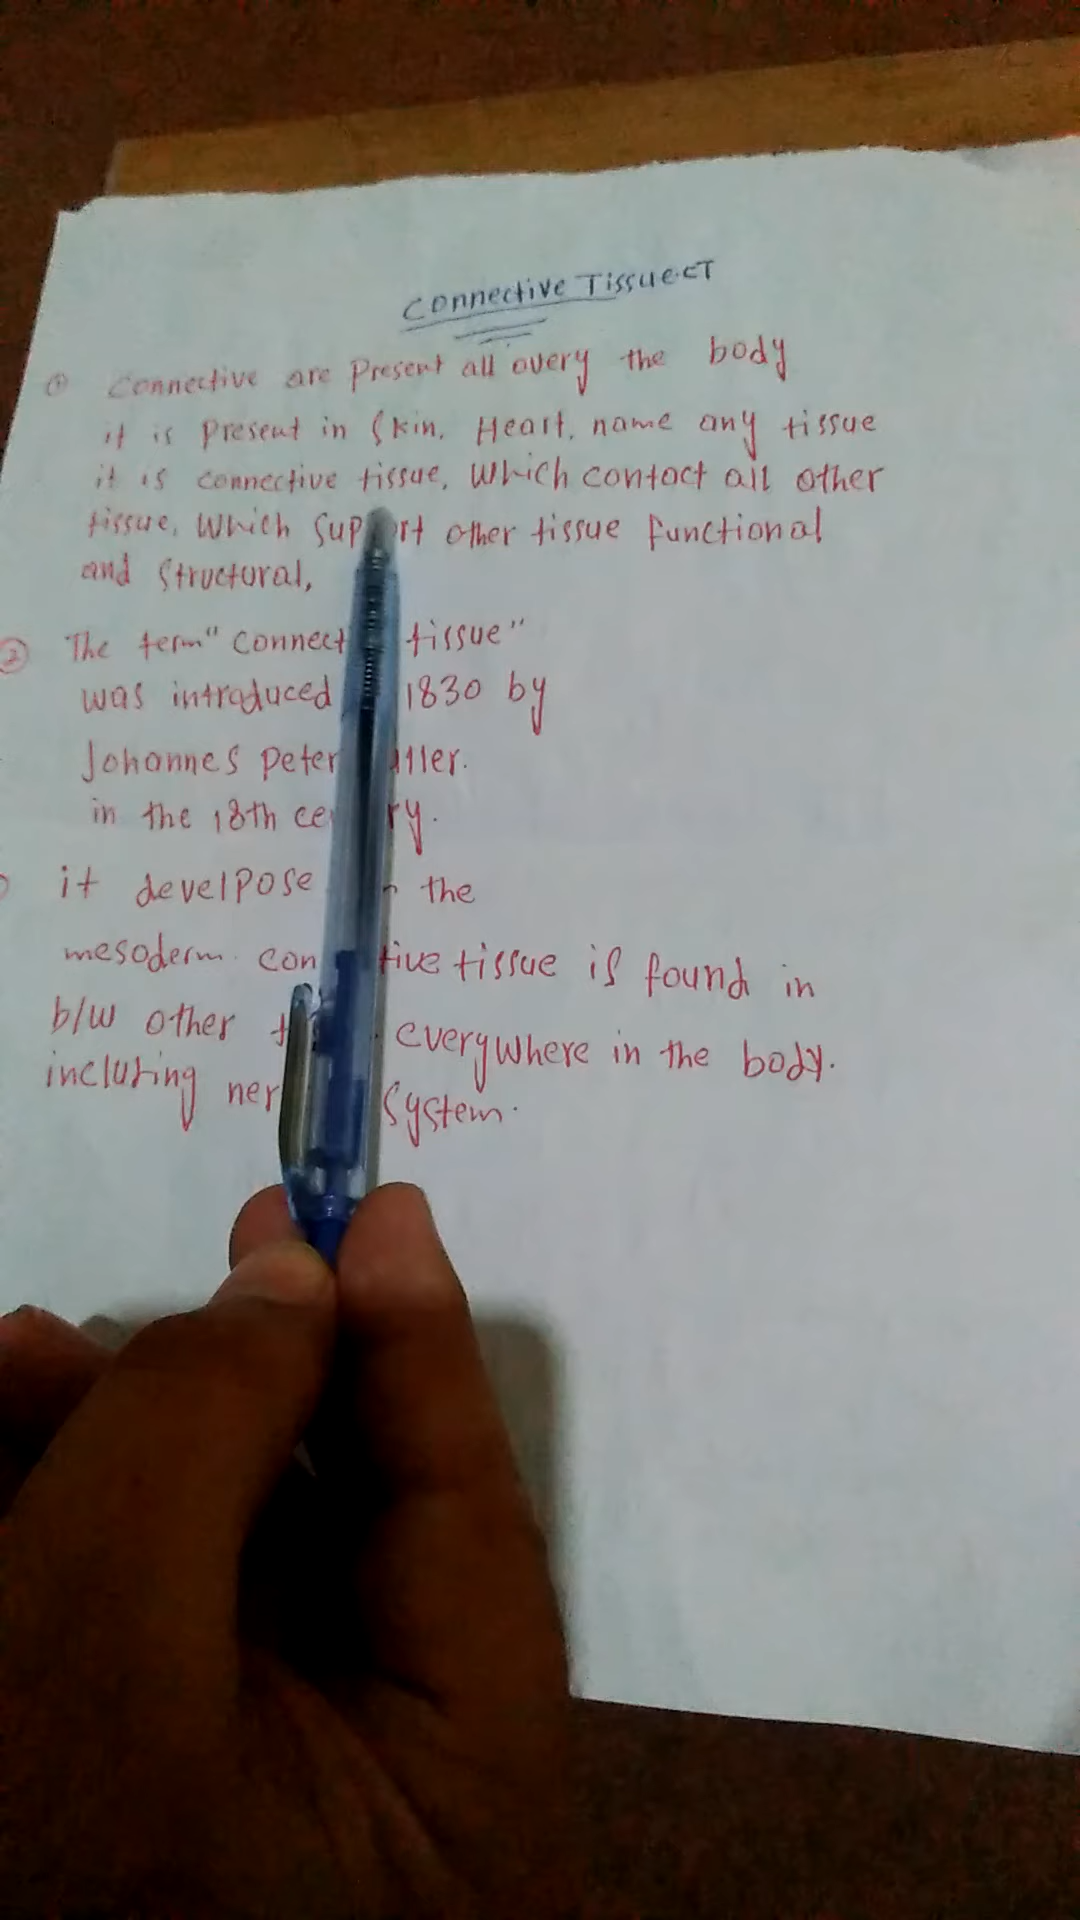 Connective Tissue.CT
① Connective are Present all overy the body
it is present in Skin. Heart. name any tissue
it is connective tissue, Which contact all other
tissue. Which Support other tissue functional
and Structural,
② The term "Connect tissue"
was introduced 1830 by
Johannes Peter ller.
in the 18th ce ry.
it develpose the
mesoderm. con tive tissue is found in
b/w other everywhere in the body.
incluting ner System.